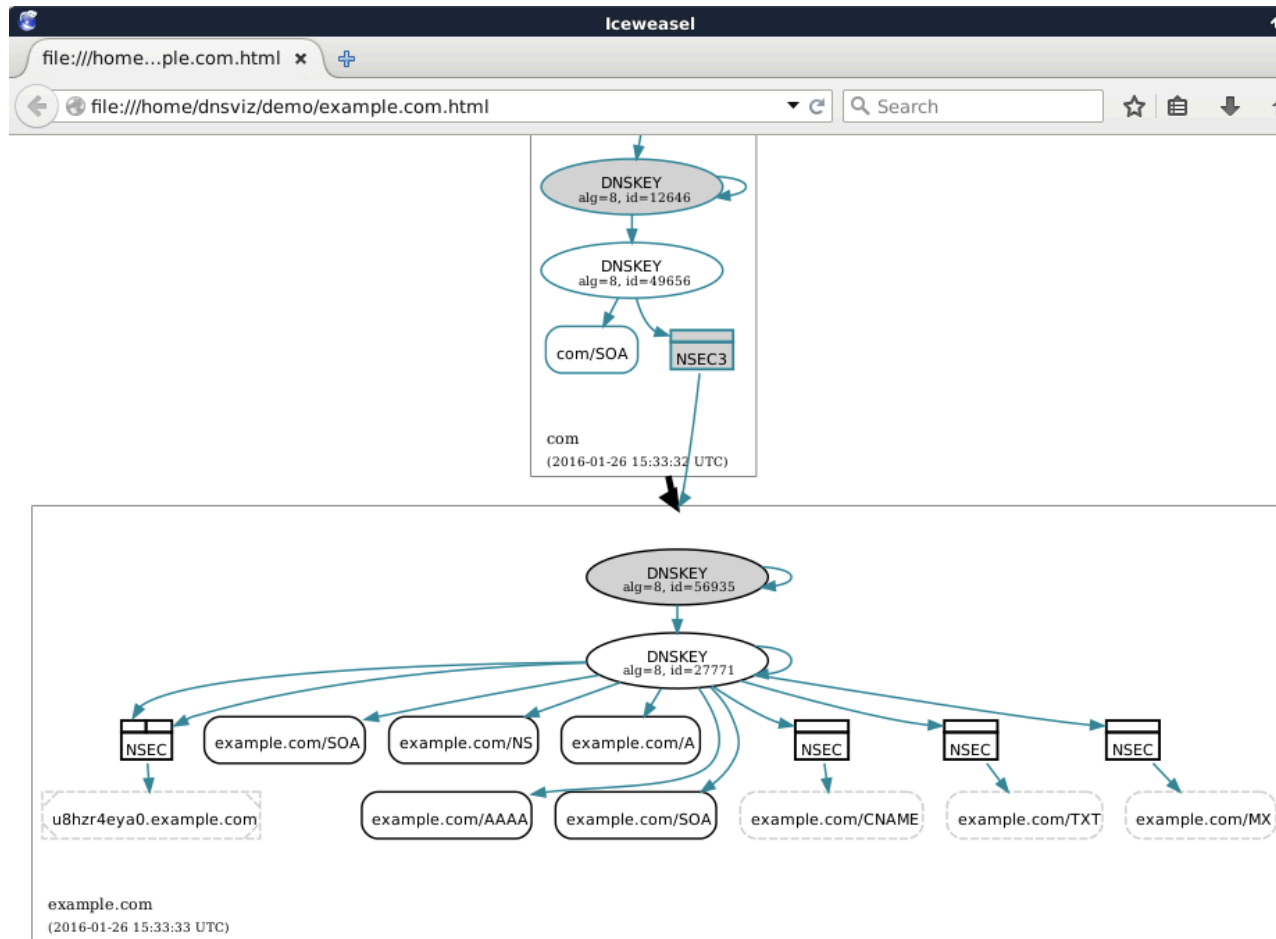 Iceweasel
file:///home...ple.com.html
file:///home/dnsviz/demo/example.com.html
Search
DNSKEY
alg=8, id=12646
DNSKEY
alg=8, id=49656
com/SOA
NSEC3
com
(2016-01-26 15:33:32 UTC)
DNSKEY
alg=8, id=56935
DNSKEY
alg=8, id=27771
NSEC
example.com/SOA
example.com/NS
example.com/A
NSEC
NSEC
NSEC
u8hzr4eya0.example.com
example.com/AAAA
example.com/SOA
example.com/CNAME
example.com/TXT
example.com/MX
example.com
(2016-01-26 15:33:33 UTC)